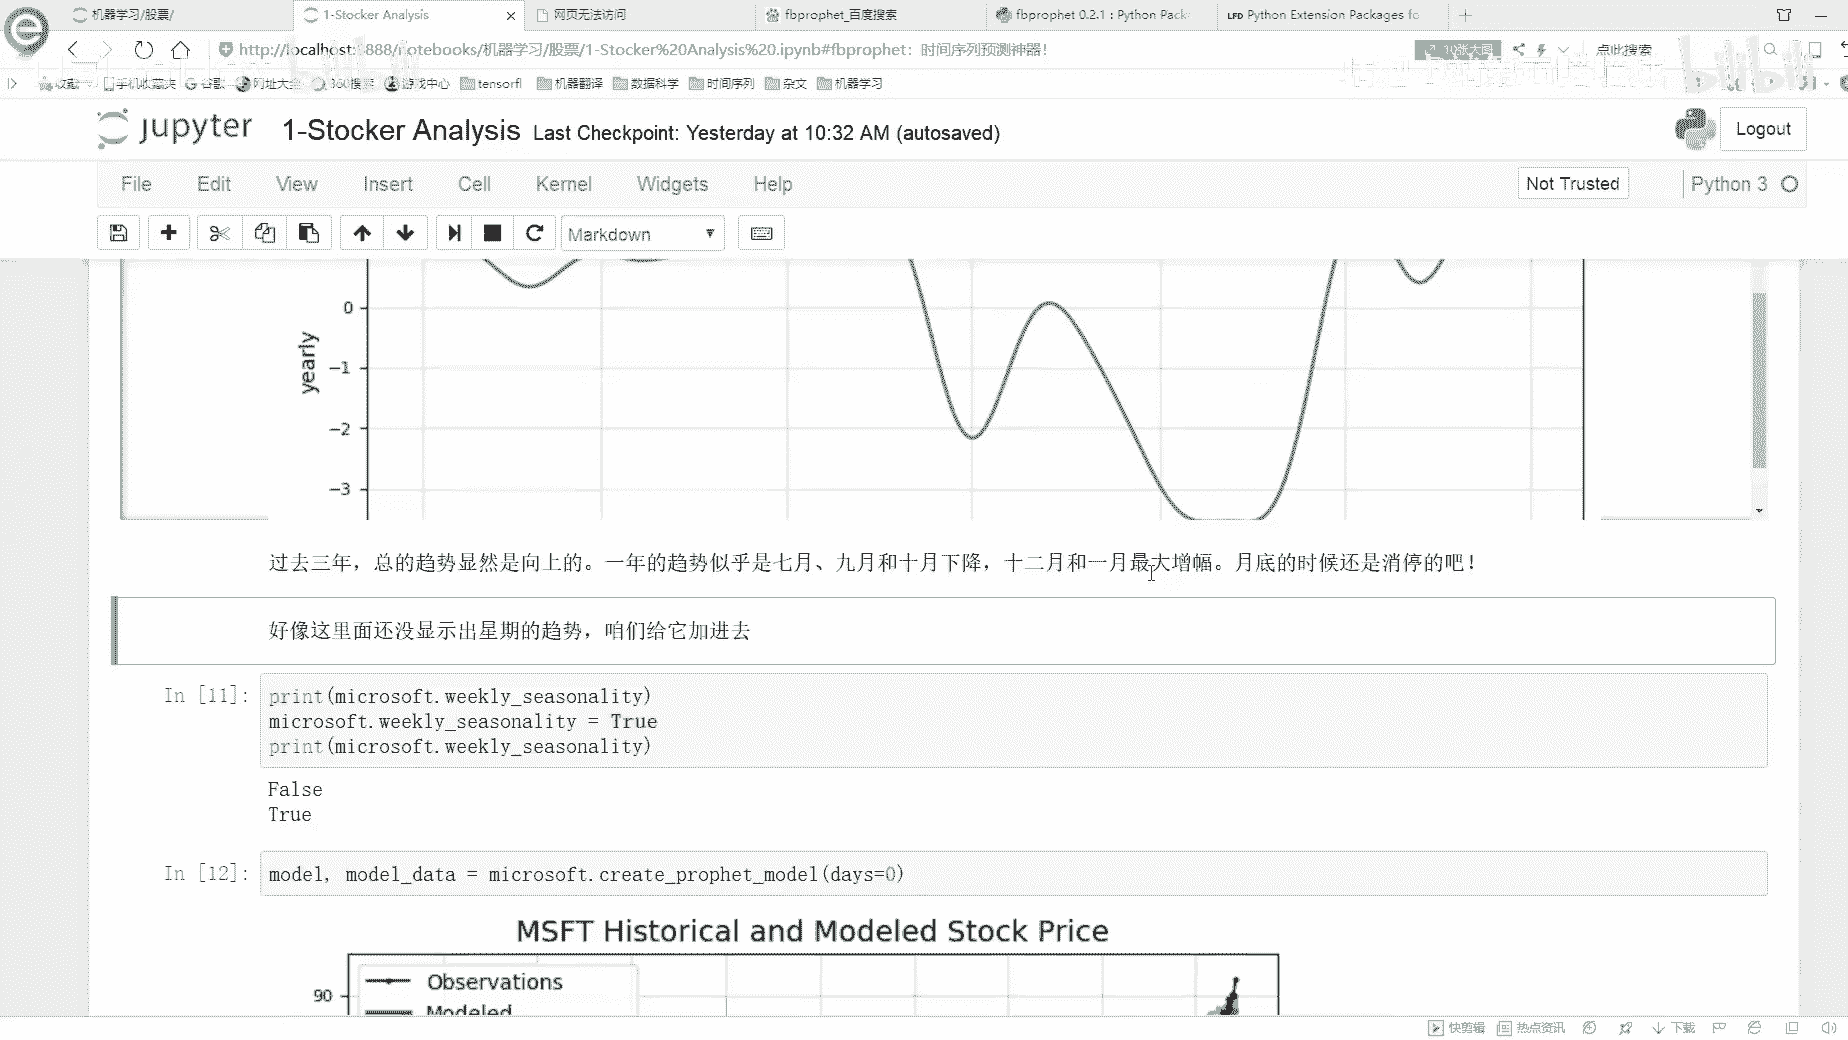 机器学习/股票/
1-Stocker Analysis
网页无法访问
fbprophet_百度搜索
fbprophet 0.2.1 : Python Pack
LFD Python Extension Packages fo
http://localhost:8888/notebooks/机器学习/股票/1-Stocker%20Analysis%20.ipynb#fbprophet：时间序列预测神器！
10张大图
点此搜索
收藏
手机收藏夹
谷歌
网址大全
360搜索
游戏中心
tensorfl
机器翻译
数据科学
时间序列
杂文
机器学习
bilibili
jupyter
1-Stocker Analysis
Last Checkpoint: Yesterday at 10:32 AM (autosaved)
Logout
File
Edit
View
Insert
Cell
Kernel
Widgets
Help
Not Trusted
Python 3
Markdown
0
−1
−2
−3
yearly
过去三年，总的趋势显然是向上的。一年的趋势似乎是七月、九月和十月下降，十二月和一月最大增幅。月底的时候还是消停的吧！
好像这里面还没显示出星期的趋势，咱们给它加进去
In [11]:
print(microsoft.weekly_seasonality)
microsoft.weekly_seasonality = True
print(microsoft.weekly_seasonality)
False
True
In [12]:
model, model_data = microsoft.create_prophet_model(days=0)
MSFT Historical and Modeled Stock Price
Observations
90
Modeled
快剪辑
热点资讯
下载